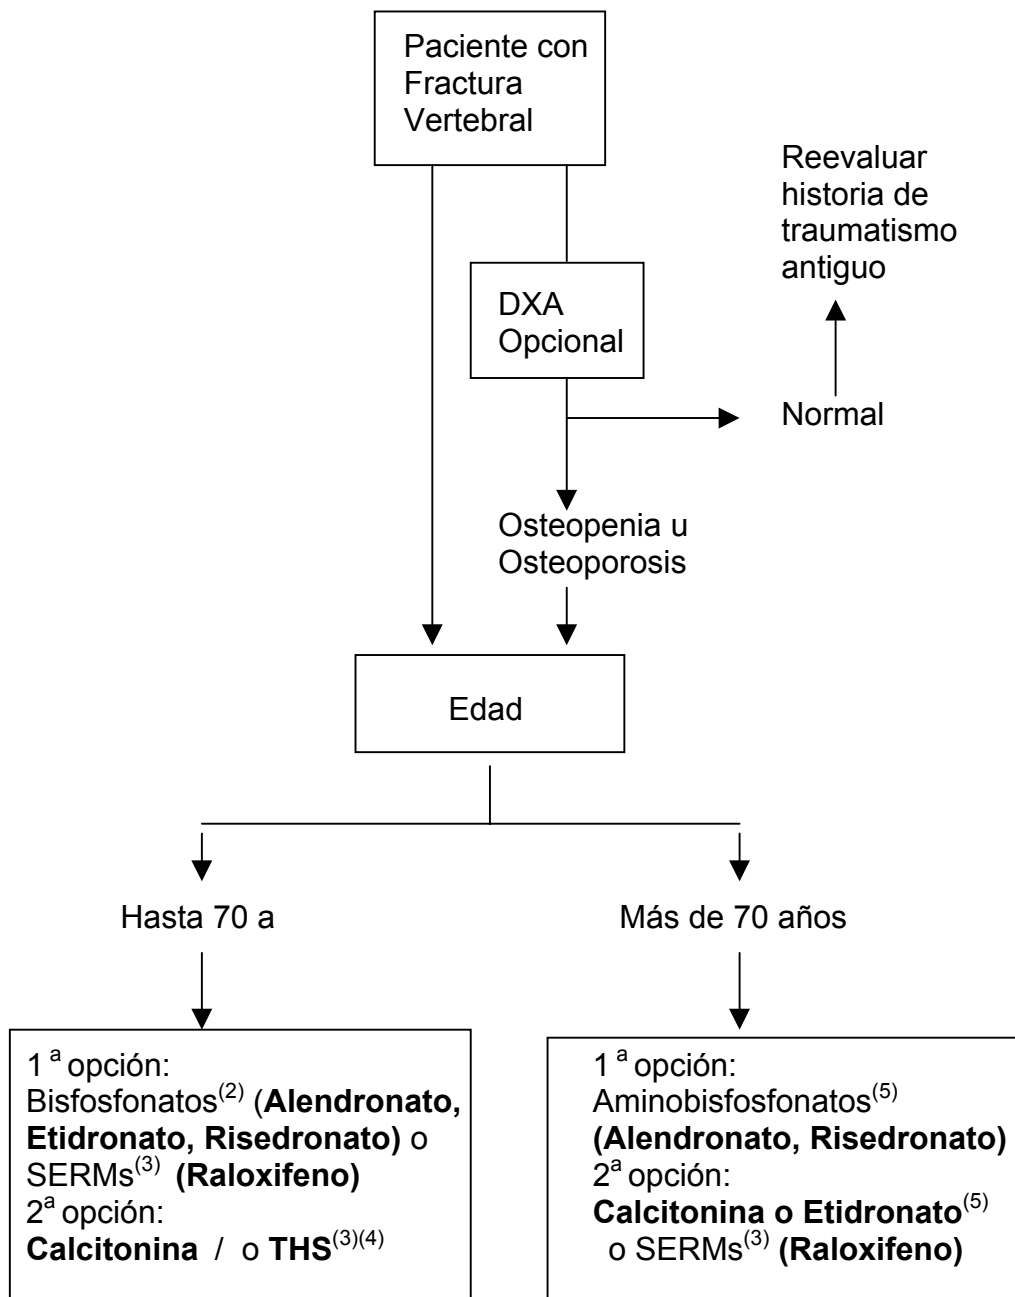 Paciente con
Fractura
Vertebral
Reevaluar
historia de
traumatismo
antiguo
DXA
Opcional
Normal
Osteopenia u
Osteoporosis
Edad
Hasta 70 a
Más de 70 años
1 ª opción:
Bisfosfonatos(2) (Alendronato,
Etidronato, Risedronato) o
SERMs(3) (Raloxifeno)
2ª opción:
Calcitonina / o THS(3)(4)
1 ª opción:
Aminobisfosfonatos(5)
(Alendronato, Risedronato)
2ª opción:
Calcitonina o Etidronato(5)
o SERMs(3) (Raloxifeno)